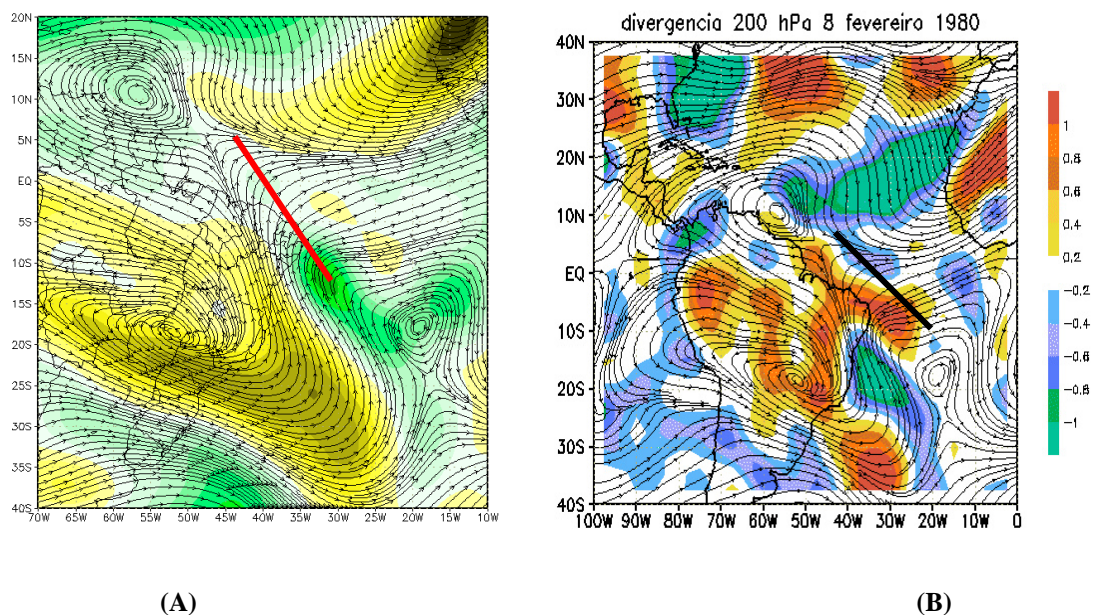 divergencia 200 hPa 8 fevereiro 1980
20N
15N
10N
5N
EQ
5S
10S
15S
20S
25S
30S
35S
40S
70W 65W 60W 55W 50W 45W 40W 35W 30W 25W 20W 15W 10W
40N
30N
20N
10N
EQ
10S
20S
30S
40S
100W 90W 80W 70W 60W 50W 40W 30W 20W 10W 0
1
0.8
0.6
0.4
0.2
-0.2
-0.4
-0.6
-0.8
-1
(A) (B)